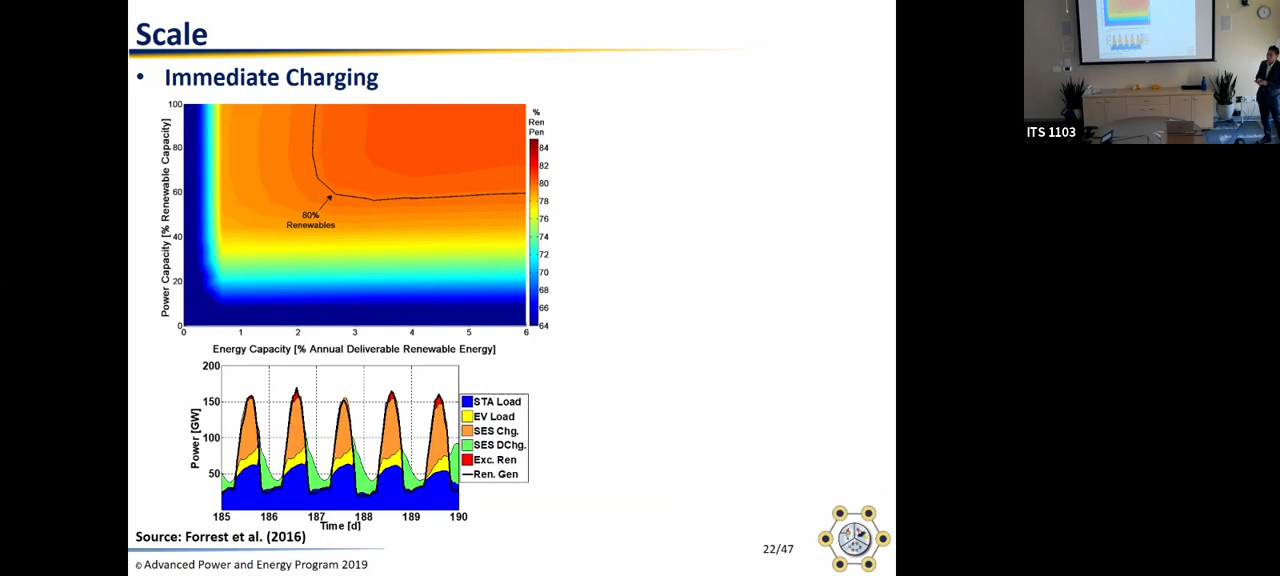 Scale
• Immediate Charging
100
80
60
40
20
0
Power Capacity [% Renewable Capacity]
80%
Renewables
0 1 2 3 4 5 6
Energy Capacity [% Annual Deliverable Renewable Energy]
%
Ren
Pen
84
82
80
78
76
74
72
70
68
66
64
200
150
100
50
Power [GW]
185 186 187 188 189 190
Time [d]
STA Load
EV Load
SES Chg.
SES DChg.
Exc. Ren
Ren. Gen
Source: Forrest et al. (2016)
22/47
© Advanced Power and Energy Program 2019
ITS 1103